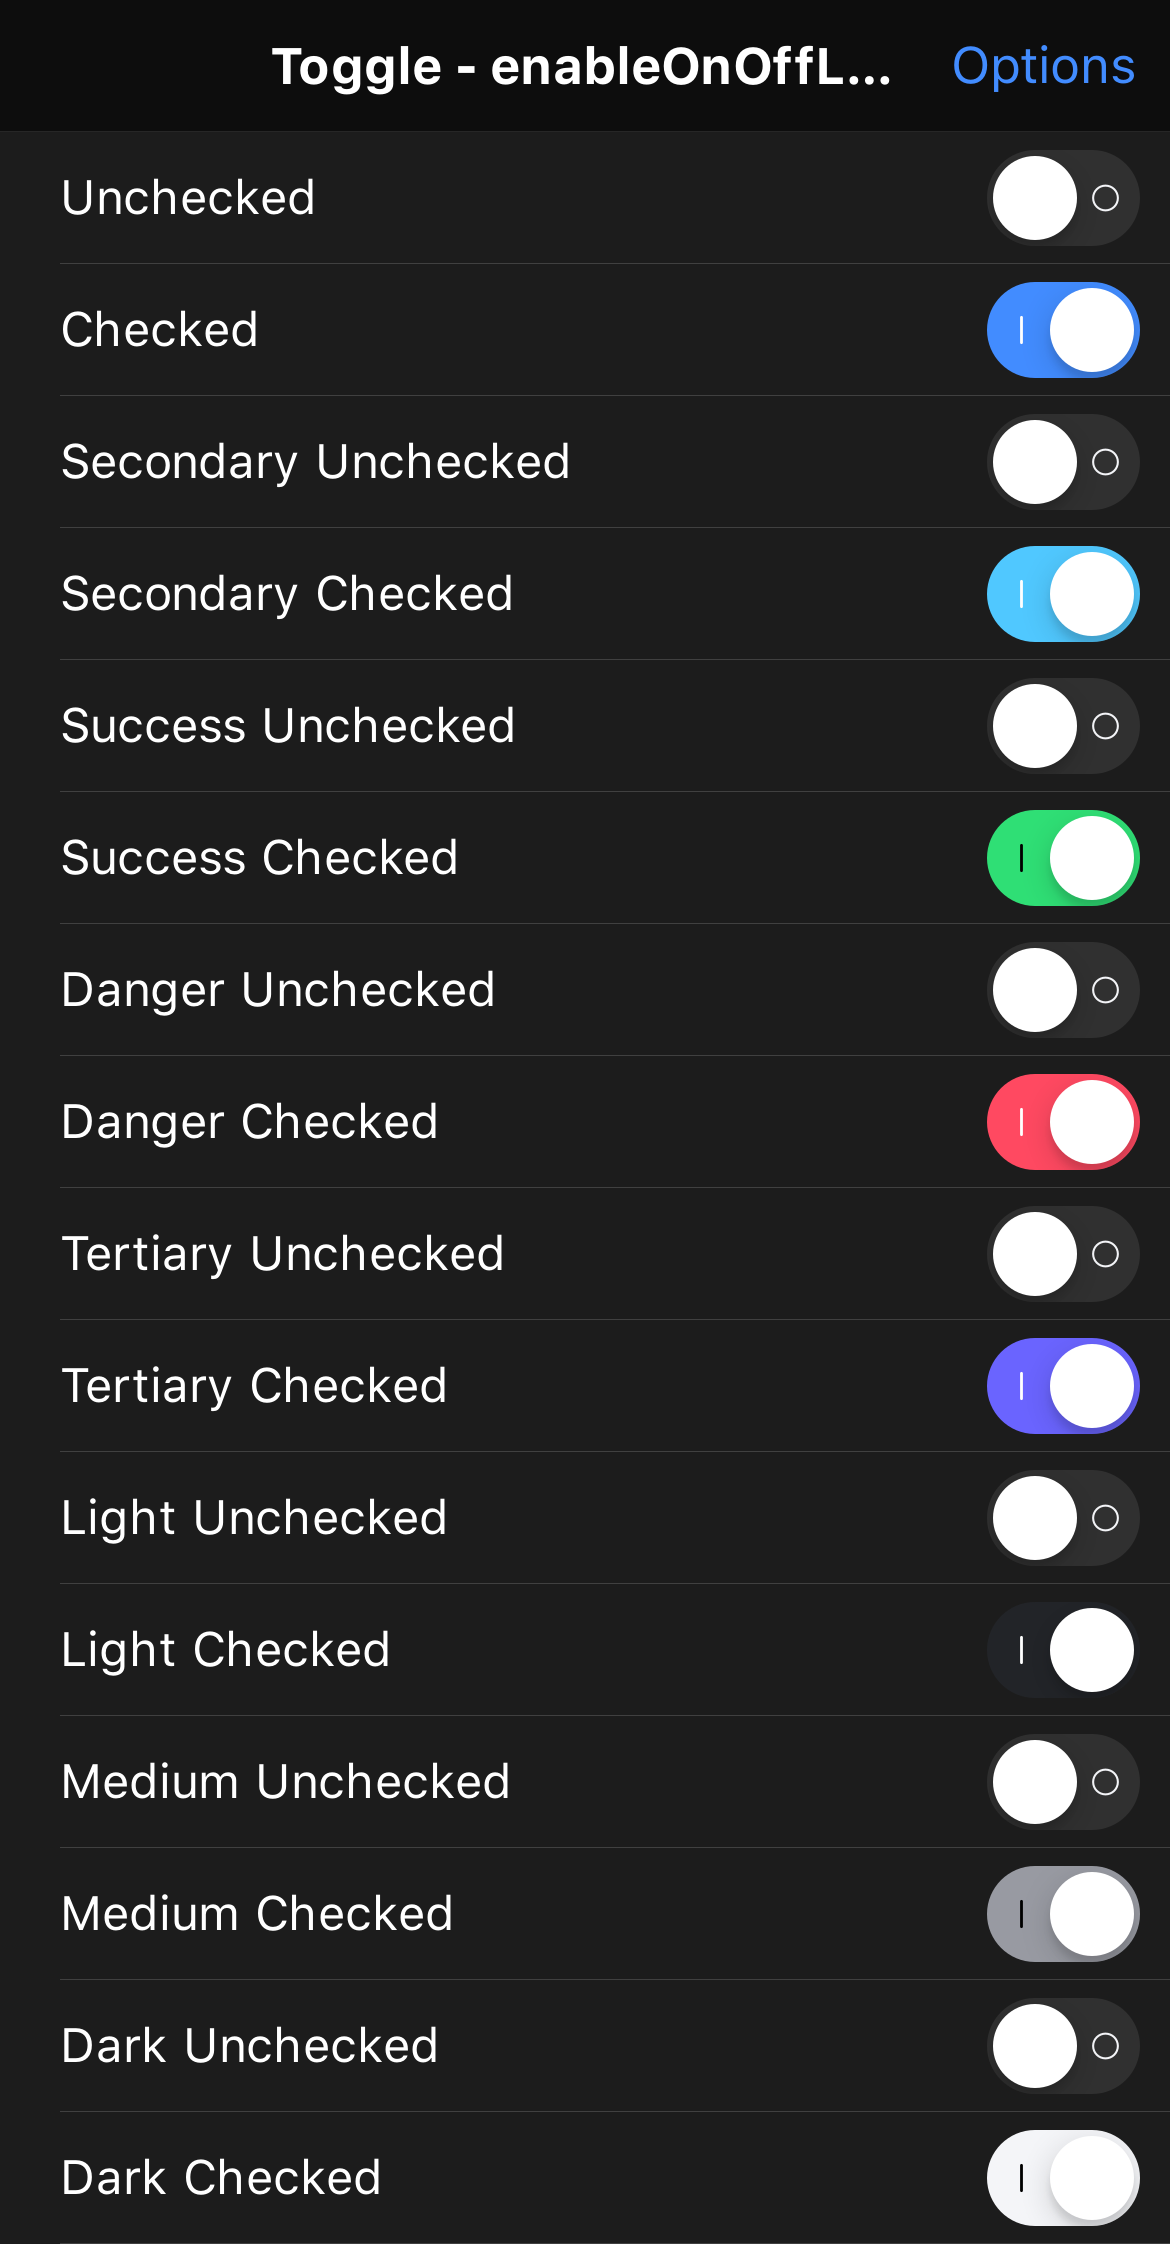 Toggle - enableOnOffL...
Options
Unchecked
Checked
Secondary Unchecked
Secondary Checked
Success Unchecked
Success Checked
Danger Unchecked
Danger Checked
Tertiary Unchecked
Tertiary Checked
Light Unchecked
Light Checked
Medium Unchecked
Medium Checked
Dark Unchecked
Dark Checked